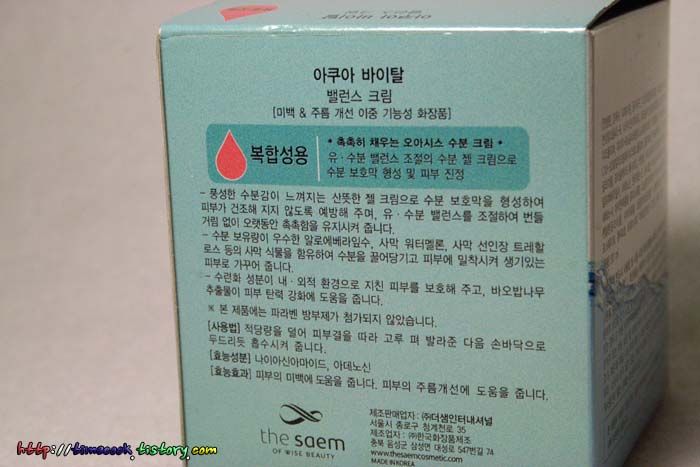 아쿠아 바이탈
밸런스 크림
[미백 & 주름 개선 이중 기능성 화장품]
복합성용
• 촉촉히 채우는 오아시스 수분 크림 •
유·수분 밸런스 조절의 수분 젤 크림으로
수분 보호막 형성 및 피부 진정
- 풍성한 수분감이 느껴지는 산뜻한 젤 크림으로 수분 보호막을 형성하여
피부가 건조해 지지 않도록 예방해 주며, 유·수분 밸런스를 조절하여 번들
거림 없이 오랫동안 촉촉함을 유지시켜 줍니다.
- 수분 보유량이 우수한 알로에베라잎수, 사막 워터멜론, 사막 선인장 트레할
로스 등의 사막 식물을 함유하여 수분을 끌어당기고 피부에 밀착시켜 생기있는
피부로 가꾸어 줍니다.
- 수련화 성분이 내·외적 환경으로 지친 피부를 보호해 주고, 바오밥나무
추출물이 피부 탄력 강화에 도움을 줍니다.
※ 본 제품에는 파라벤 방부제가 첨가되지 않았습니다.
[사용법] 적당량을 덜어 피부결을 따라 고루 펴 발라준 다음 손바닥으로
두드리듯 흡수시켜 줍니다.
[효능성분] 나이아신아마이드, 아데노신
[효능효과] 피부의 미백에 도움을 줍니다. 피부의 주름개선에 도움을 줍니다.
the saem
OF WISE BEAUTY
제조판매업자 : ㈜더샘인터내셔널
서울시 종로구 청계천로 35
제조업자 : ㈜한국화장품제조
충북 음성군 삼성면 대성로 547번길 74
www.thesaemcosmetic.com
MADE IN KOREA
http://timecook.tistory.com